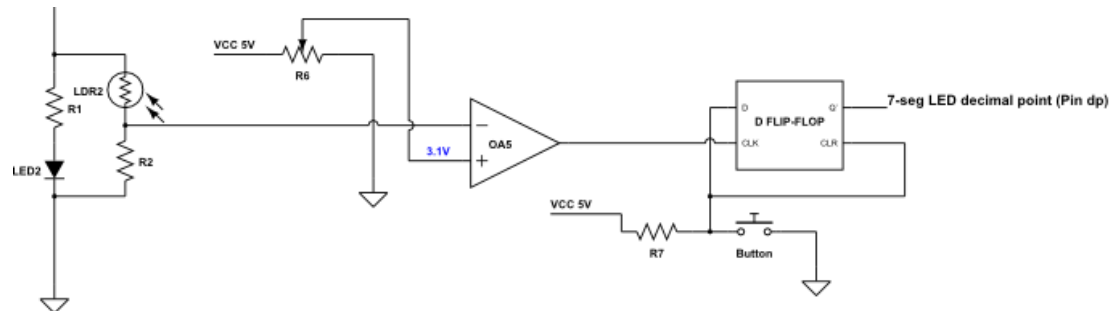 VCC 5V
R6
LDR2
R1
R2
LED2
3.1V
OA5
D
Q'
D FLIP-FLOP
CLK
CLR
7-seg LED decimal point (Pin dp)
VCC 5V
R7
Button